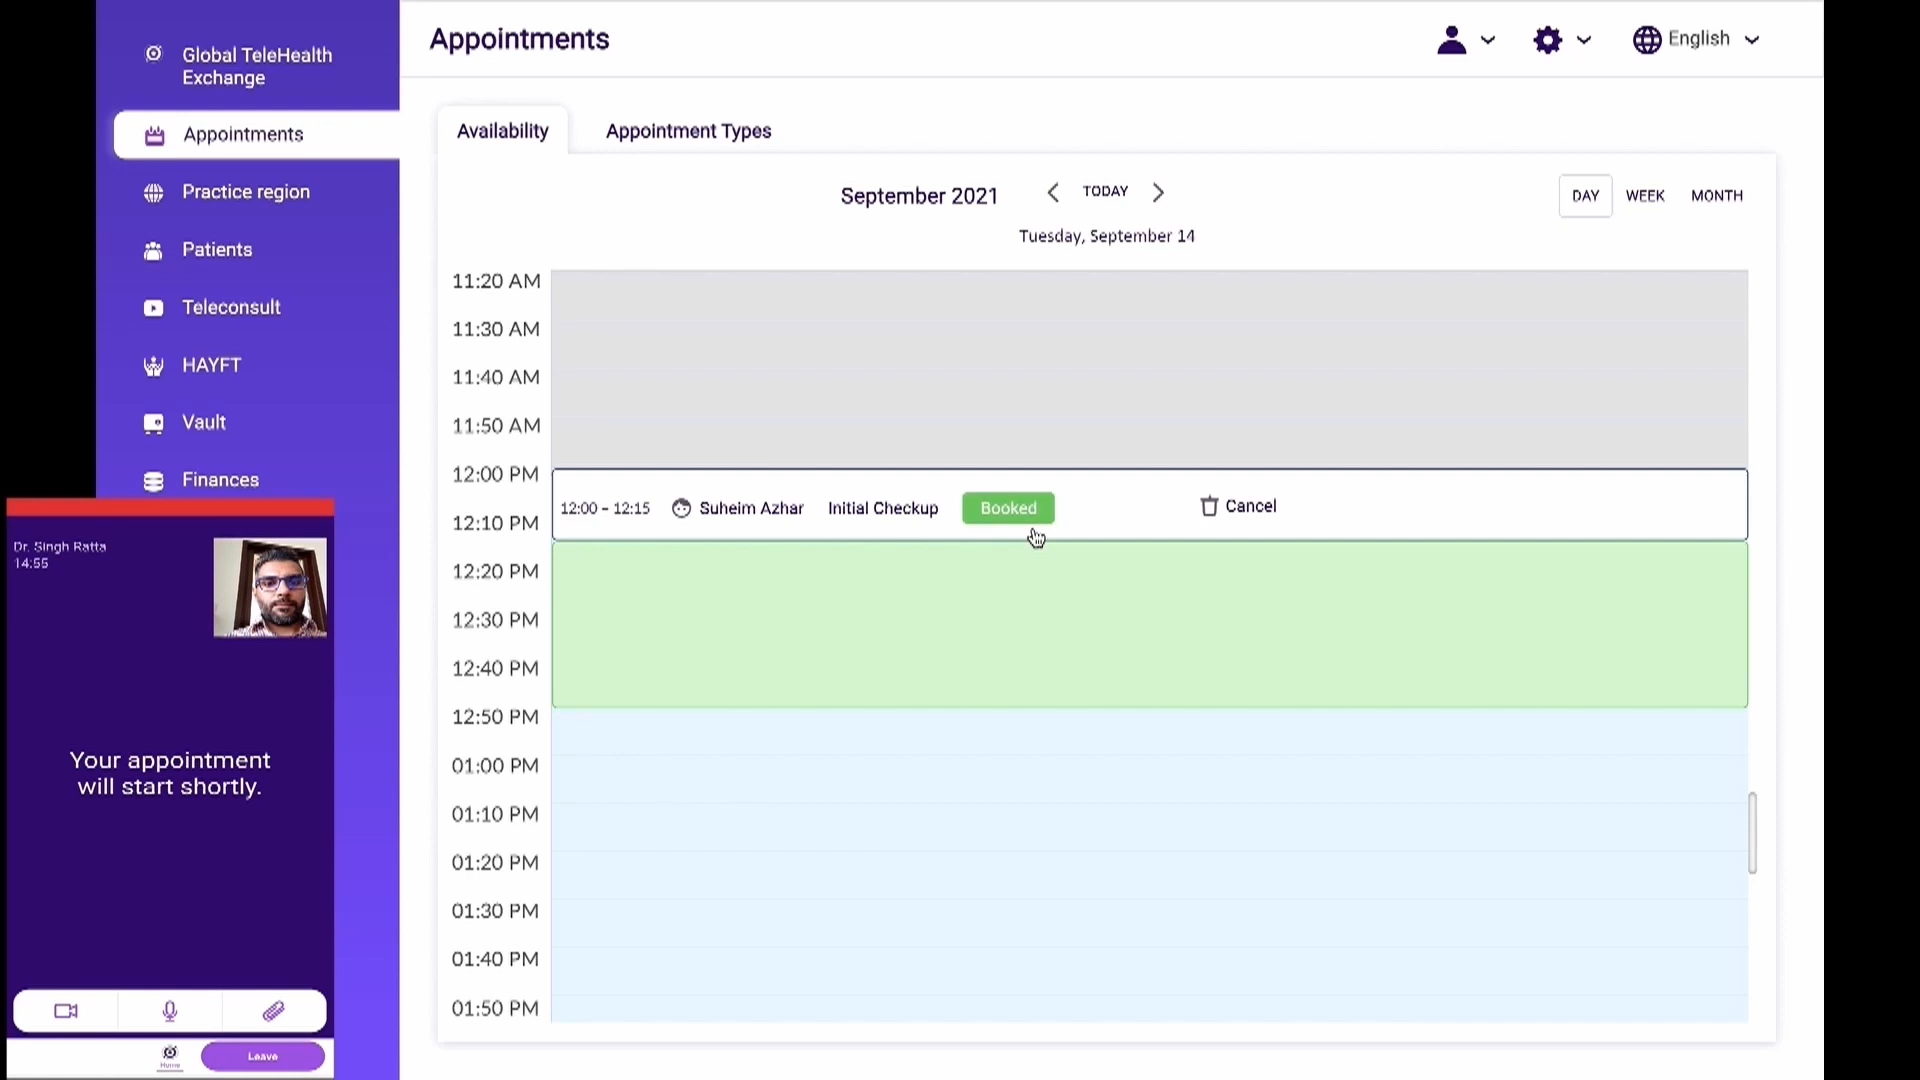 Global TeleHealth
Exchange
Appointments
Practice region
Patients
Teleconsult
HAYFT
Vault
Finances
Appointments
English
Availability
Appointment Types
September 2021
TODAY
DAY
WEEK
MONTH
Tuesday, September 14
11:20 AM
11:30 AM
11:40 AM
11:50 AM
12:00 PM
12:10 PM
12:00 – 12:15 Suheim Azhar Initial Checkup Booked Cancel
12:20 PM
12:30 PM
12:40 PM
12:50 PM
01:00 PM
01:10 PM
01:20 PM
01:30 PM
01:40 PM
01:50 PM
Dr. Singh Ratta
14:55
Your appointment
will start shortly.
Home
Leave